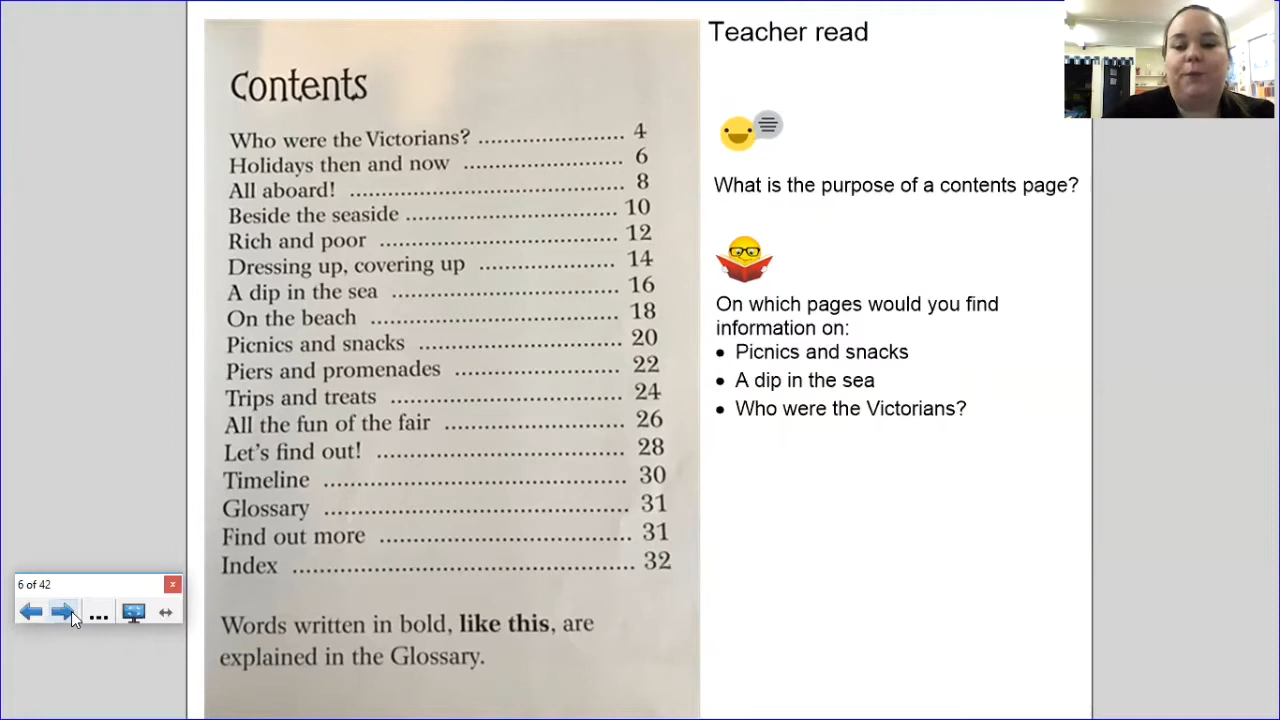 Contents
Who were the Victorians? ........................ 4
Holidays then and now ........................ 6
All aboard! ........................ 8
Beside the seaside ........................ 10
Rich and poor ........................ 12
Dressing up, covering up ........................ 14
A dip in the sea ........................ 16
On the beach ........................ 18
Picnics and snacks ........................ 20
Piers and promenades ........................ 22
Trips and treats ........................ 24
All the fun of the fair ........................ 26
Let's find out! ........................ 28
Timeline ........................ 30
Glossary ........................ 31
Find out more ........................ 31
Index ........................ 32
Words written in bold, like this, are
explained in the Glossary.
Teacher read
What is the purpose of a contents page?
On which pages would you find
information on:
• Picnics and snacks
• A dip in the sea
• Who were the Victorians?
6 of 42